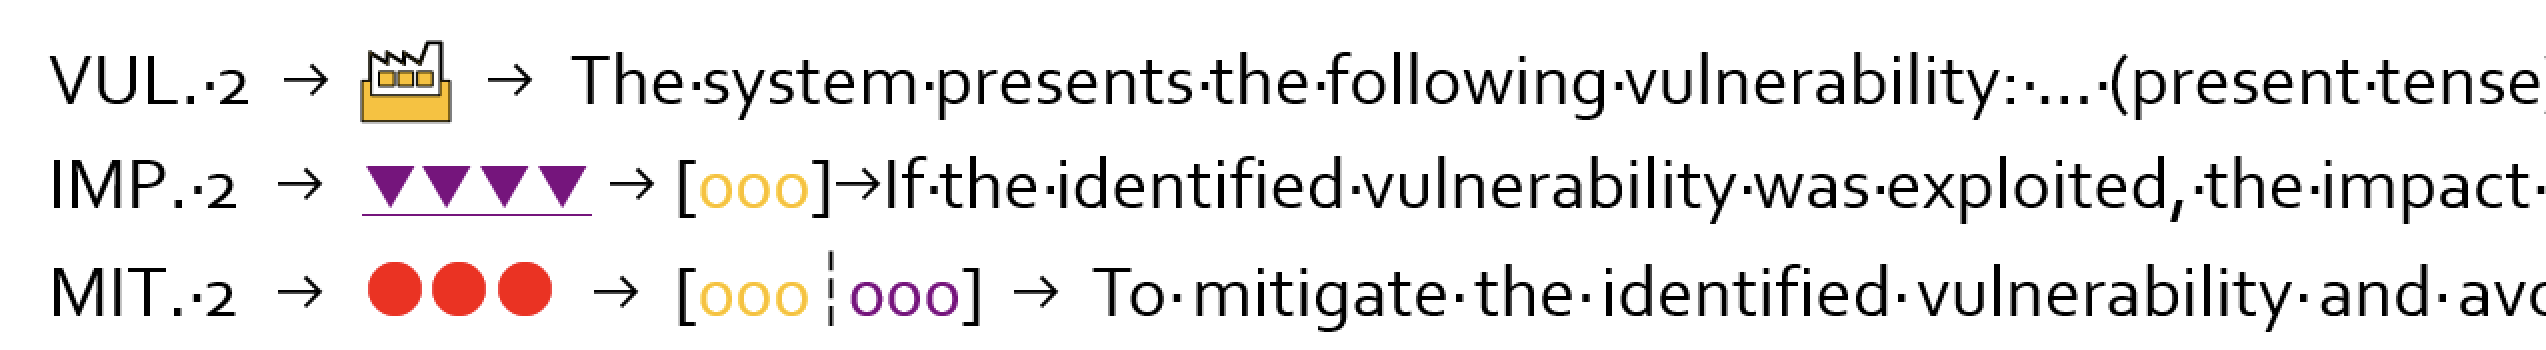 VUL.·2 → → The·system·presents·the·following·vulnerability:·...·(present·tense
IMP.·2 → ▼▼▼▼ → [ooo]→If·the·identified·vulnerability·was·exploited,·the·impact·
MIT.·2 → ●●● → [ooo ¦ ooo] → To·mitigate·the·identified·vulnerability·and·avo